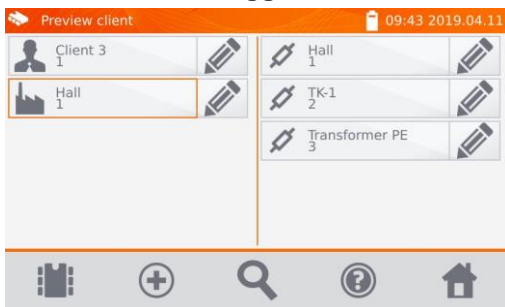 Preview client
09:43 2019.04.11
Client 3
1
Hall
1
Hall
1
TK-1
2
Transformer PE
3